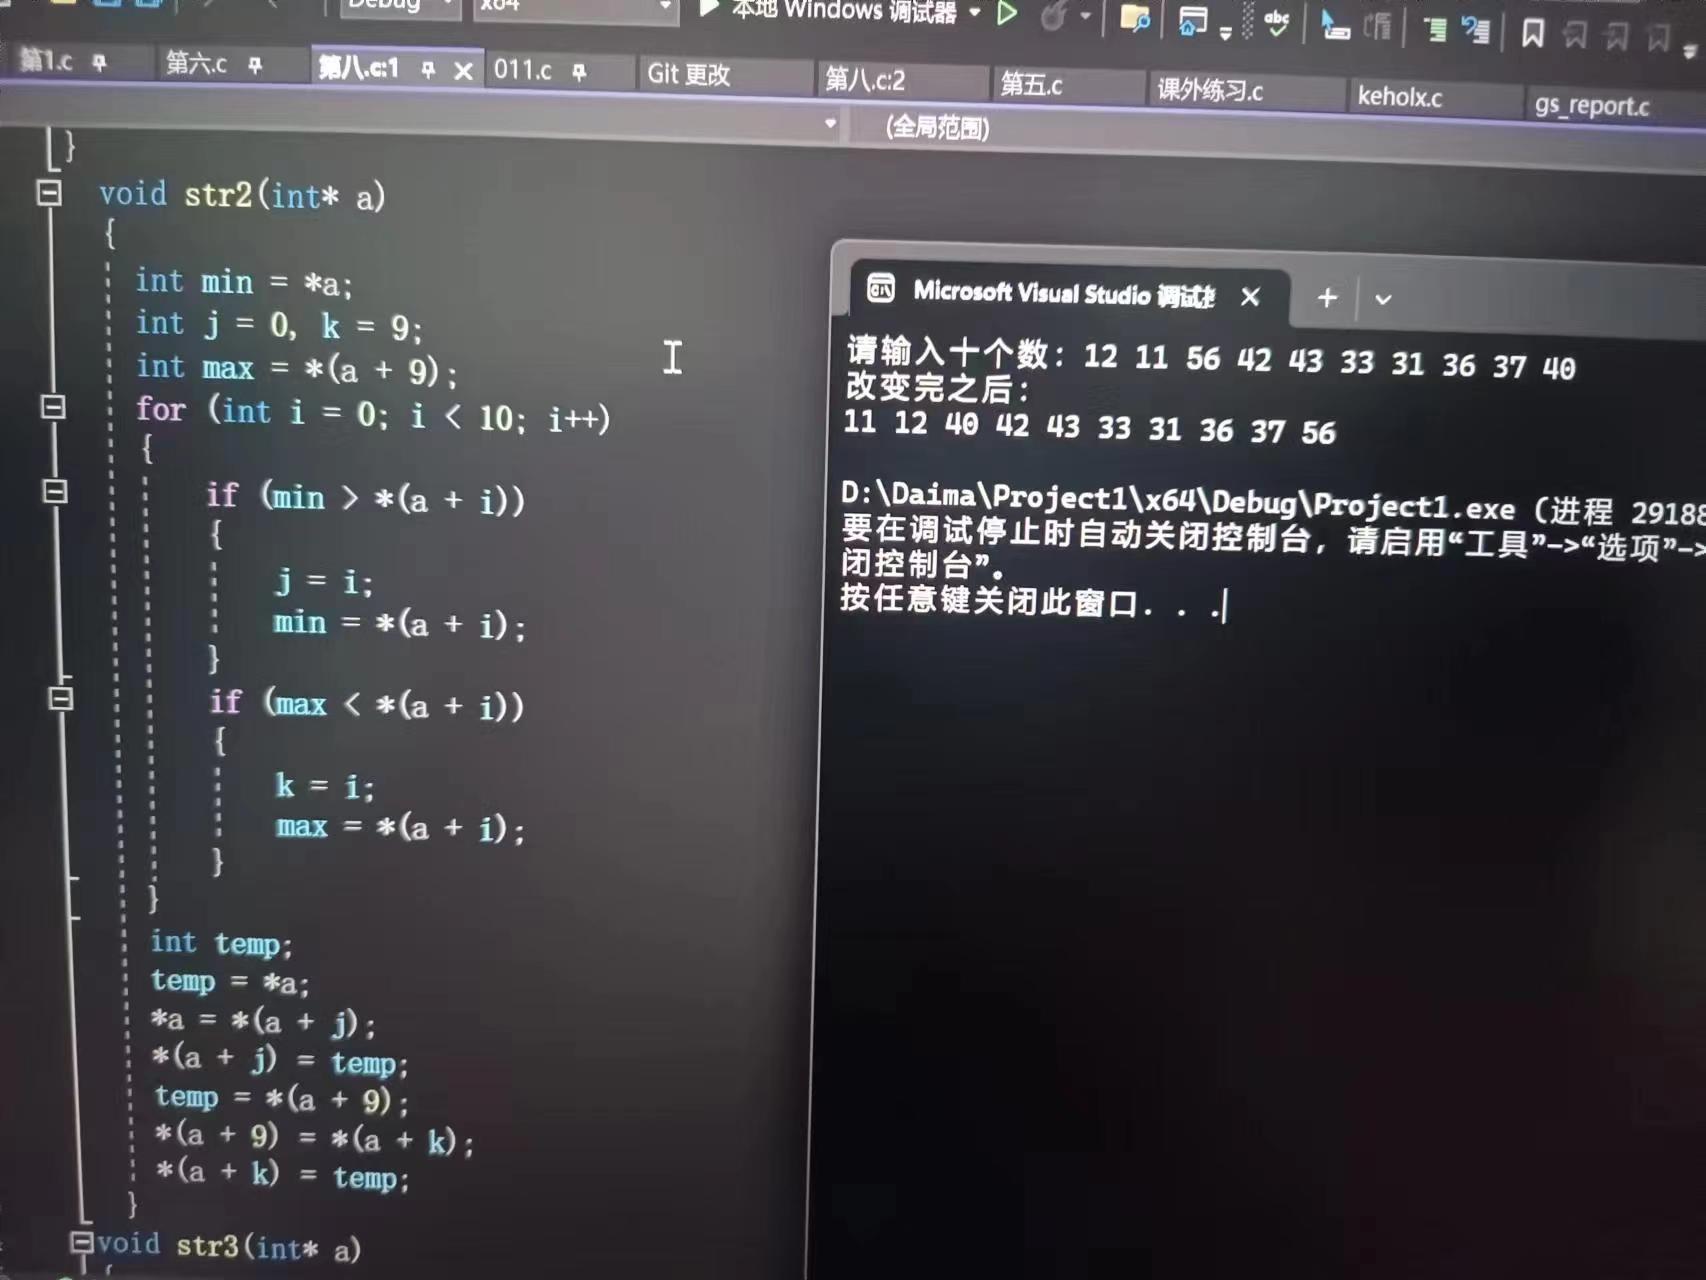 Debug x64 本地 Windows 调试器
第1.c 第六.c 第八.c:1 011.c Git 更改 第八.c:2 第五.c 课外练习.c keholx.c gs_report.c
(全局范围)
}
void str2(int* a)
{
int min = *a;
int j = 0, k = 9;
int max = *(a + 9);
for (int i = 0; i < 10; i++)
{
if (min > *(a + i))
{
j = i;
min = *(a + i);
}
if (max < *(a + i))
{
k = i;
max = *(a + i);
}
}
int temp;
temp = *a;
*a = *(a + j);
*(a + j) = temp;
temp = *(a + 9);
*(a + 9) = *(a + k);
*(a + k) = temp;
}
void str3(int* a)
{
Microsoft Visual Studio 调试
请输入十个数: 12 11 56 42 43 33 31 36 37 40
改变完之后:
11 12 40 42 43 33 31 36 37 56
D:\Daima\Project1\x64\Debug\Project1.exe (进程 29188
要在调试停止时自动关闭控制台, 请启用“工具”->“选项”->
闭控制台”。
按任意键关闭此窗口. . .